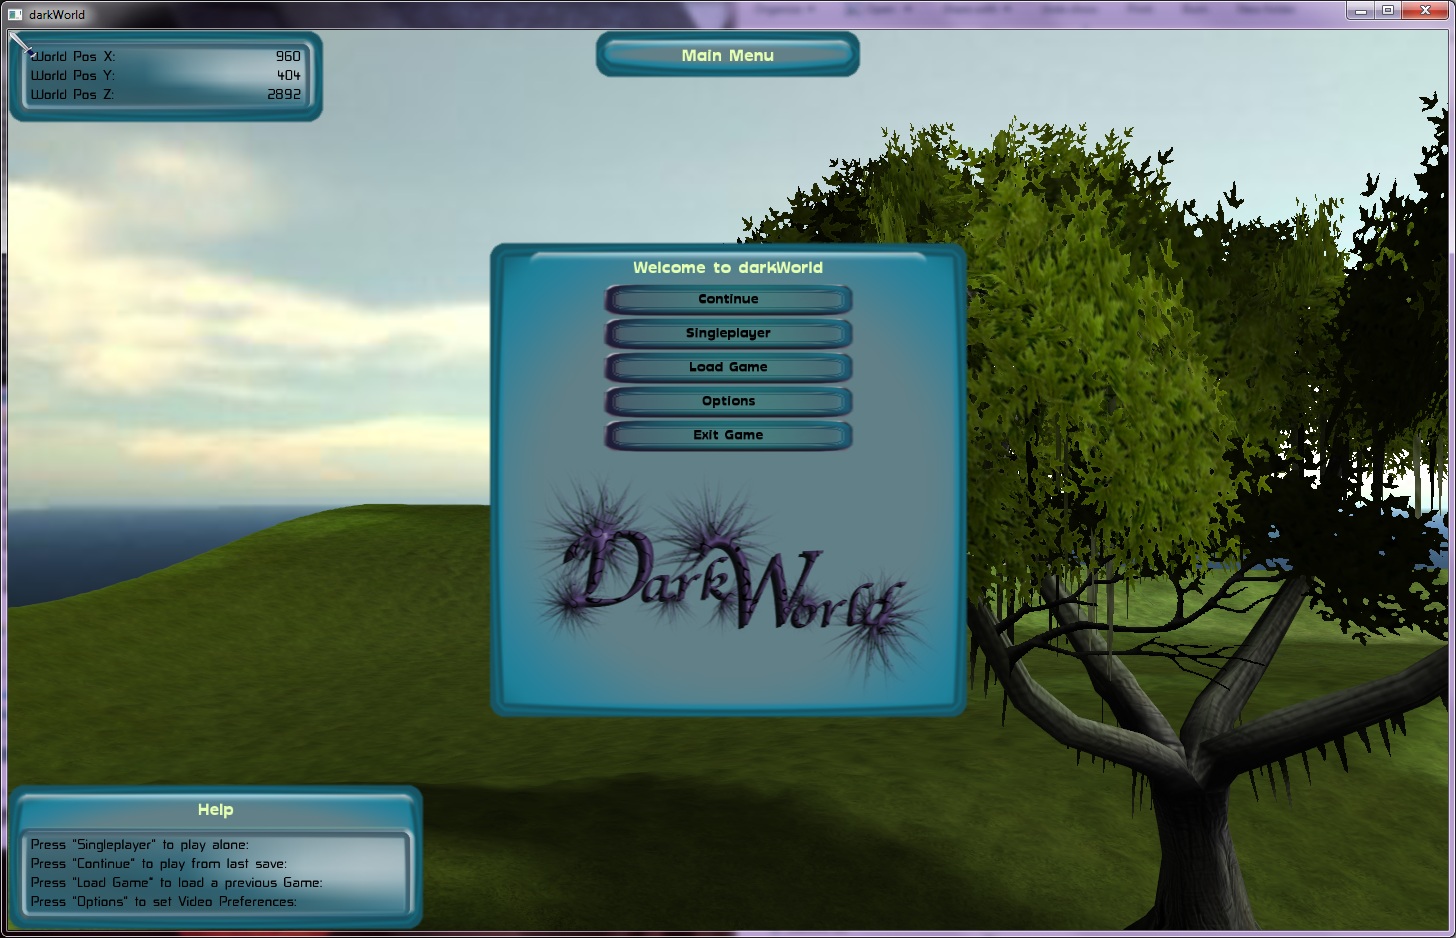 darkWorld
World Pos X: 960
World Pos Y: 404
World Pos Z: 2892
Main Menu
Welcome to darkWorld
Continue
Singleplayer
Load Game
Options
Exit Game
DarkWorld
Help
Press "Singleplayer" to play alone:
Press "Continue" to play from last save:
Press "Load Game" to load a previous Game:
Press "Options" to set Video Preferences: